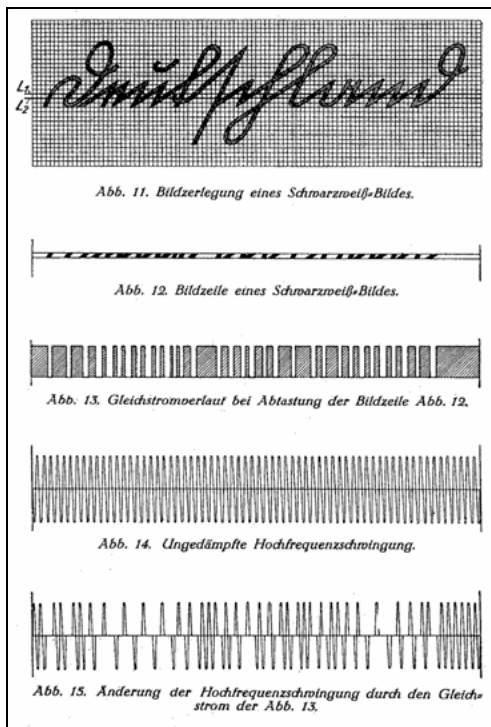 Deutschland
L1
L2
Abb. 11. Bildzerlegung eines Schwarzweiß=Bildes.
Abb. 12. Bildzeile eines Schwarzweiß=Bildes.
Abb. 13. Gleichstromverlauf bei Abtastung der Bildzeile Abb. 12.
Abb. 14. Ungedämpfte Hochfrequenzschwingung.
Abb. 15. Änderung der Hochfrequenzschwingung durch den Gleich=
strom der Abb. 13.